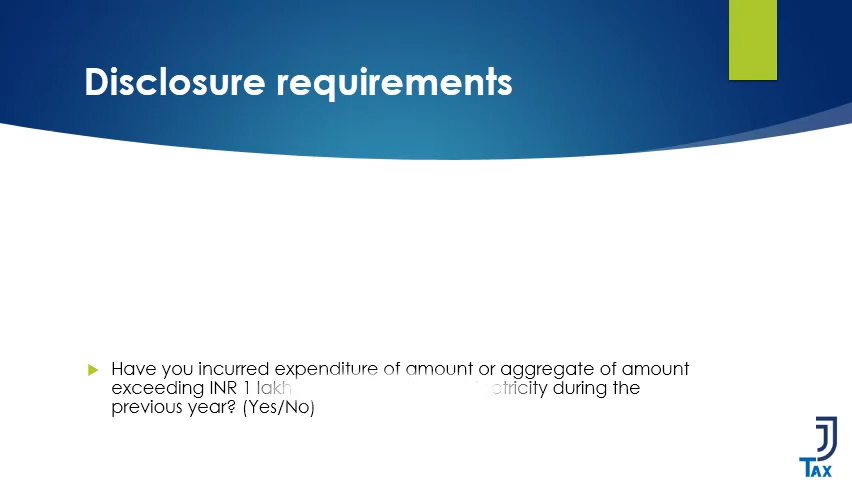 Disclosure requirements
Have you incurred expenditure of amount or aggregate of amount
exceeding INR 1 lakh during the
previous year? (Yes/No)
J
TAX